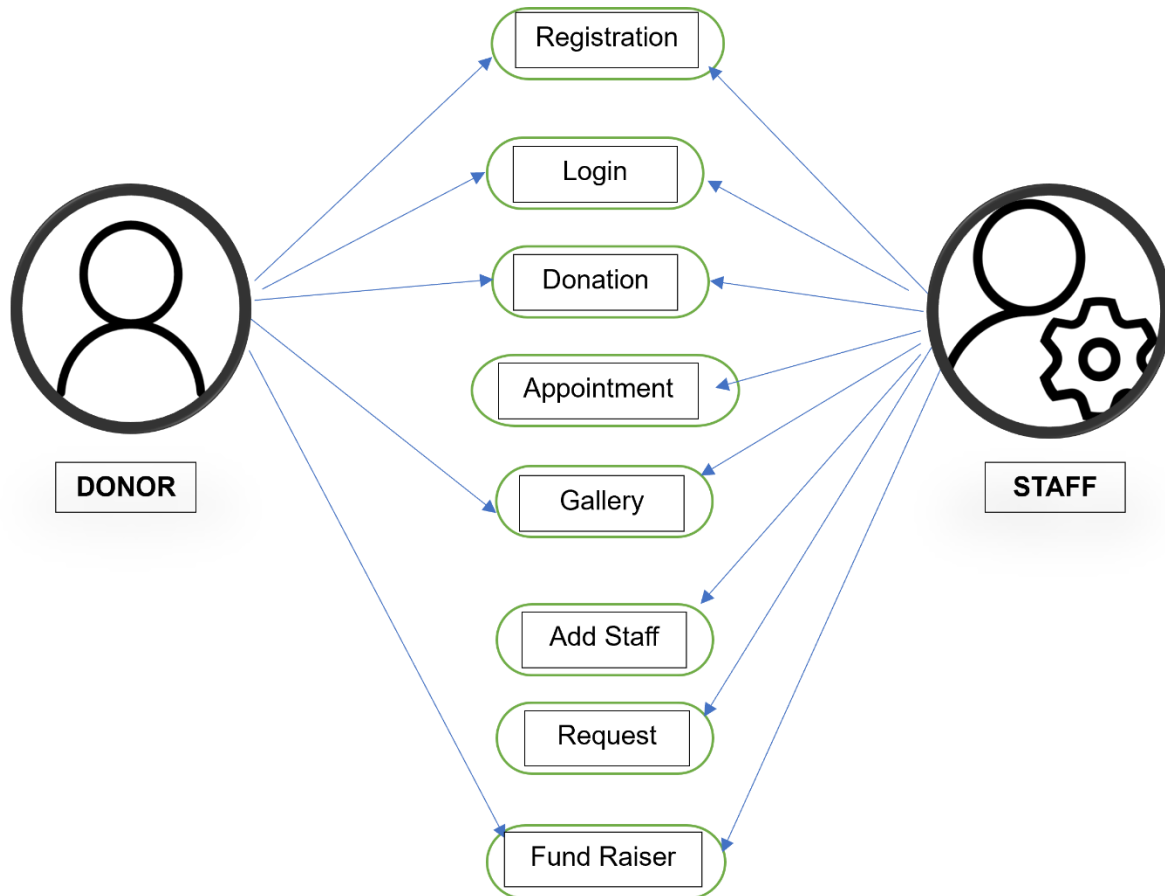 Registration
Login
Donation
Appointment
DONOR
STAFF
Gallery
Add Staff
Request
Fund Raiser